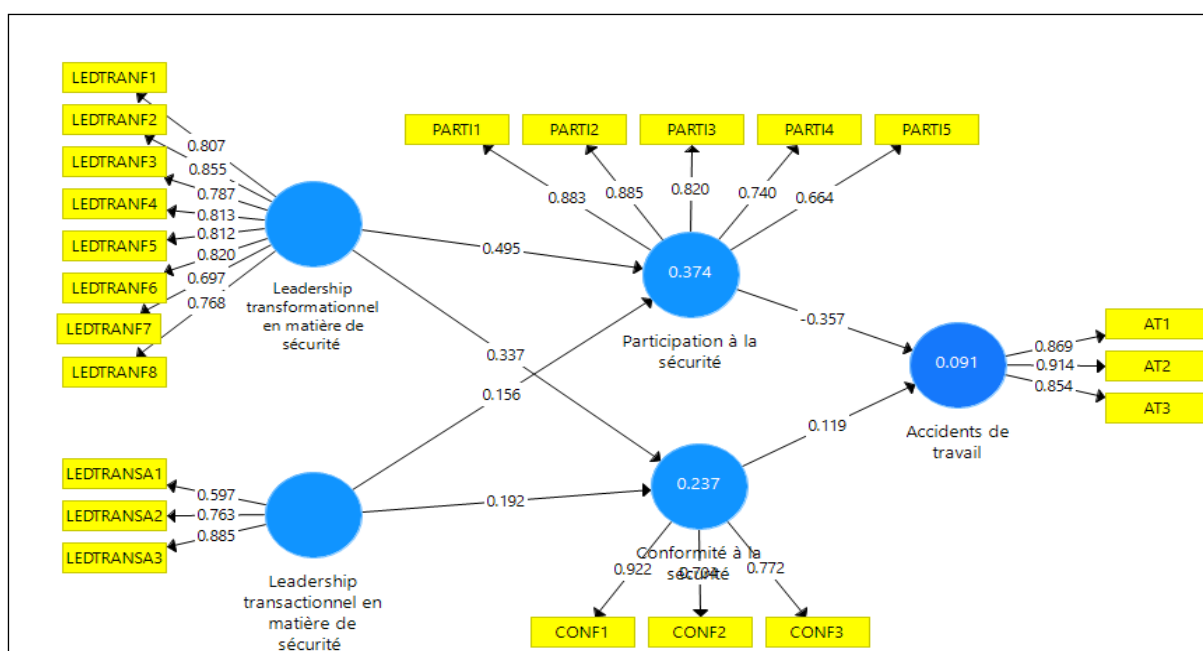 LEDTRANF1
LEDTRANF2
LEDTRANF3
LEDTRANF4
LEDTRANF5
LEDTRANF6
LEDTRANF7
LEDTRANF8
0.807
0.855
0.787
0.813
0.812
0.820
0.697
0.768
Leadership
transformationnel
en matière de
sécurité
LEDTRANSA1
LEDTRANSA2
LEDTRANSA3
0.597
0.763
0.885
Leadership
transactionnel en
matière de
sécurité
0.495
0.337
0.156
0.192
PARTI1
PARTI2
PARTI3
PARTI4
PARTI5
0.883
0.885
0.820
0.740
0.664
0.374
Participation à la
sécurité
0.237
Conformité à la
sécurité
0.922
0.772
CONF1
CONF2
CONF3
-0.357
0.119
0.091
Accidents de
travail
0.869
0.914
0.854
AT1
AT2
AT3